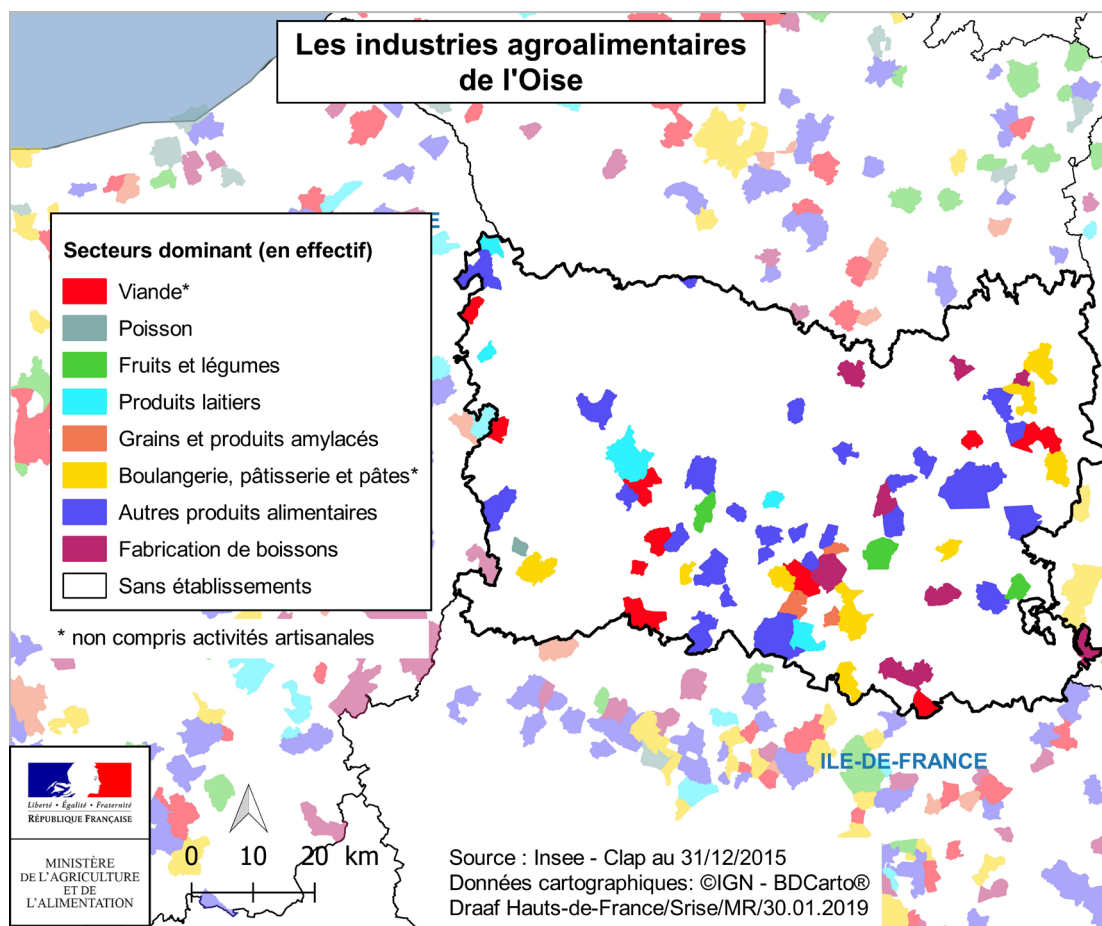 Les industries agroalimentaires
de l'Oise
E
Secteurs dominant (en effectif)
Viande*
Poisson
Fruits et légumes
Produits laitiers
Grains et produits amylacés
Boulangerie, pâtisserie et pâtes*
Autres produits alimentaires
Fabrication de boissons
Sans établissements
* non compris activités artisanales
ILE-DE-FRANCE
Liberté • Égalité • Fraternité
RÉPUBLIQUE FRANÇAISE
MINISTÈRE
DE L'AGRICULTURE
ET DE
L'ALIMENTATION
0 10 20 km
Source : Insee - Clap au 31/12/2015
Données cartographiques: ©IGN - BDCarto®
Draaf Hauts-de-France/Srise/MR/30.01.2019